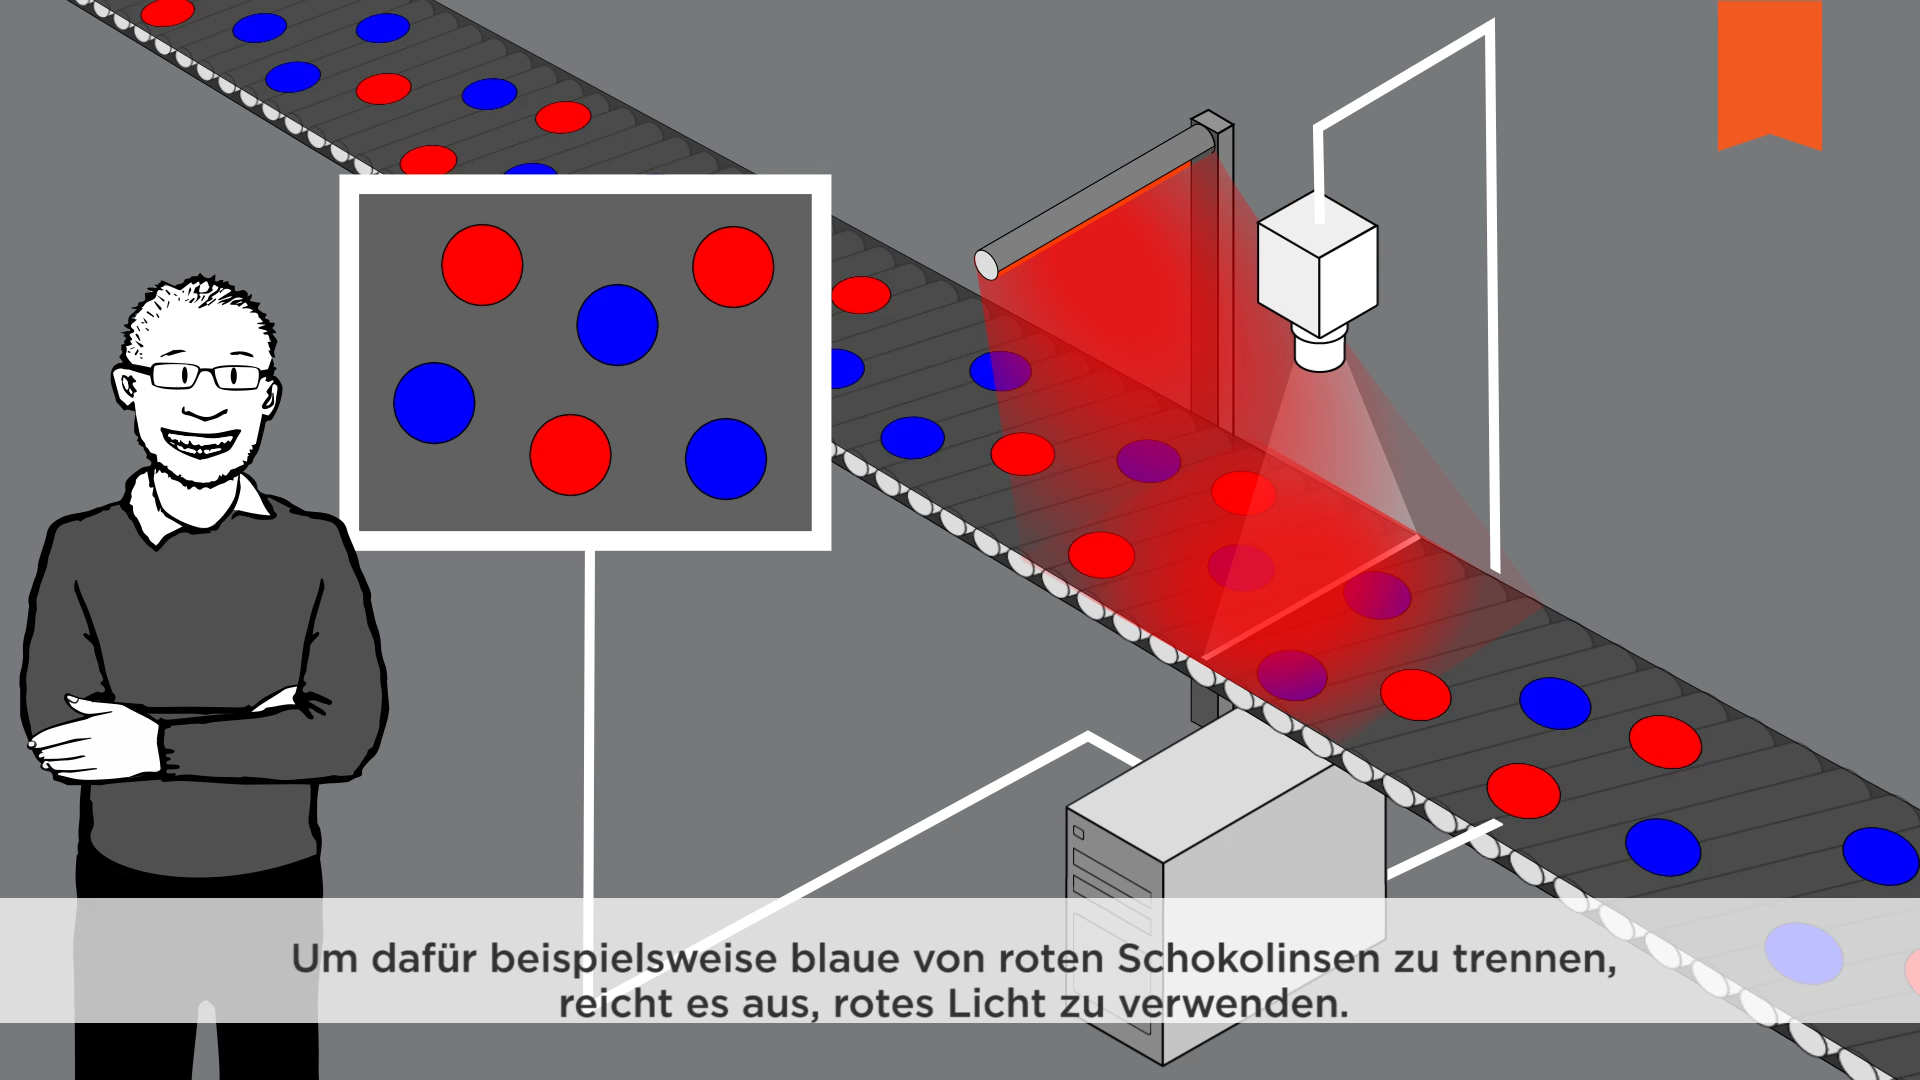 Um dafür beispielsweise blaue von roten Schokolinsen zu trennen,
reicht es aus, rotes Licht zu verwenden.